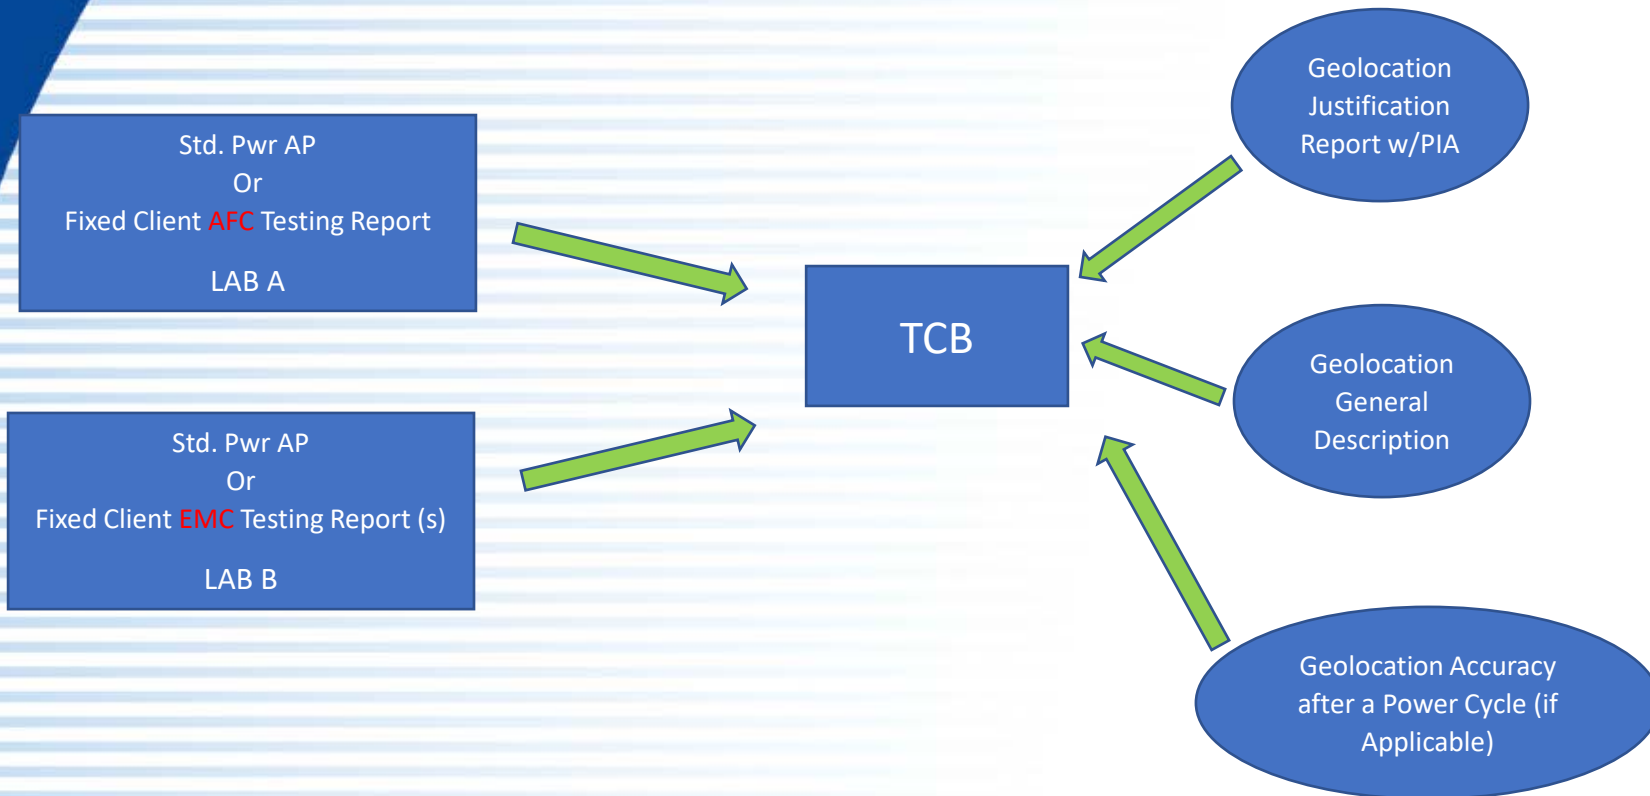 Std. Pwr AP
Or
Fixed Client AFC Testing Report
LAB A
Std. Pwr AP
Or
Fixed Client EMC Testing Report (s)
LAB B
TCB
Geolocation
Justification
Report w/PIA
Geolocation
General
Description
Geolocation Accuracy
after a Power Cycle (if
Applicable)